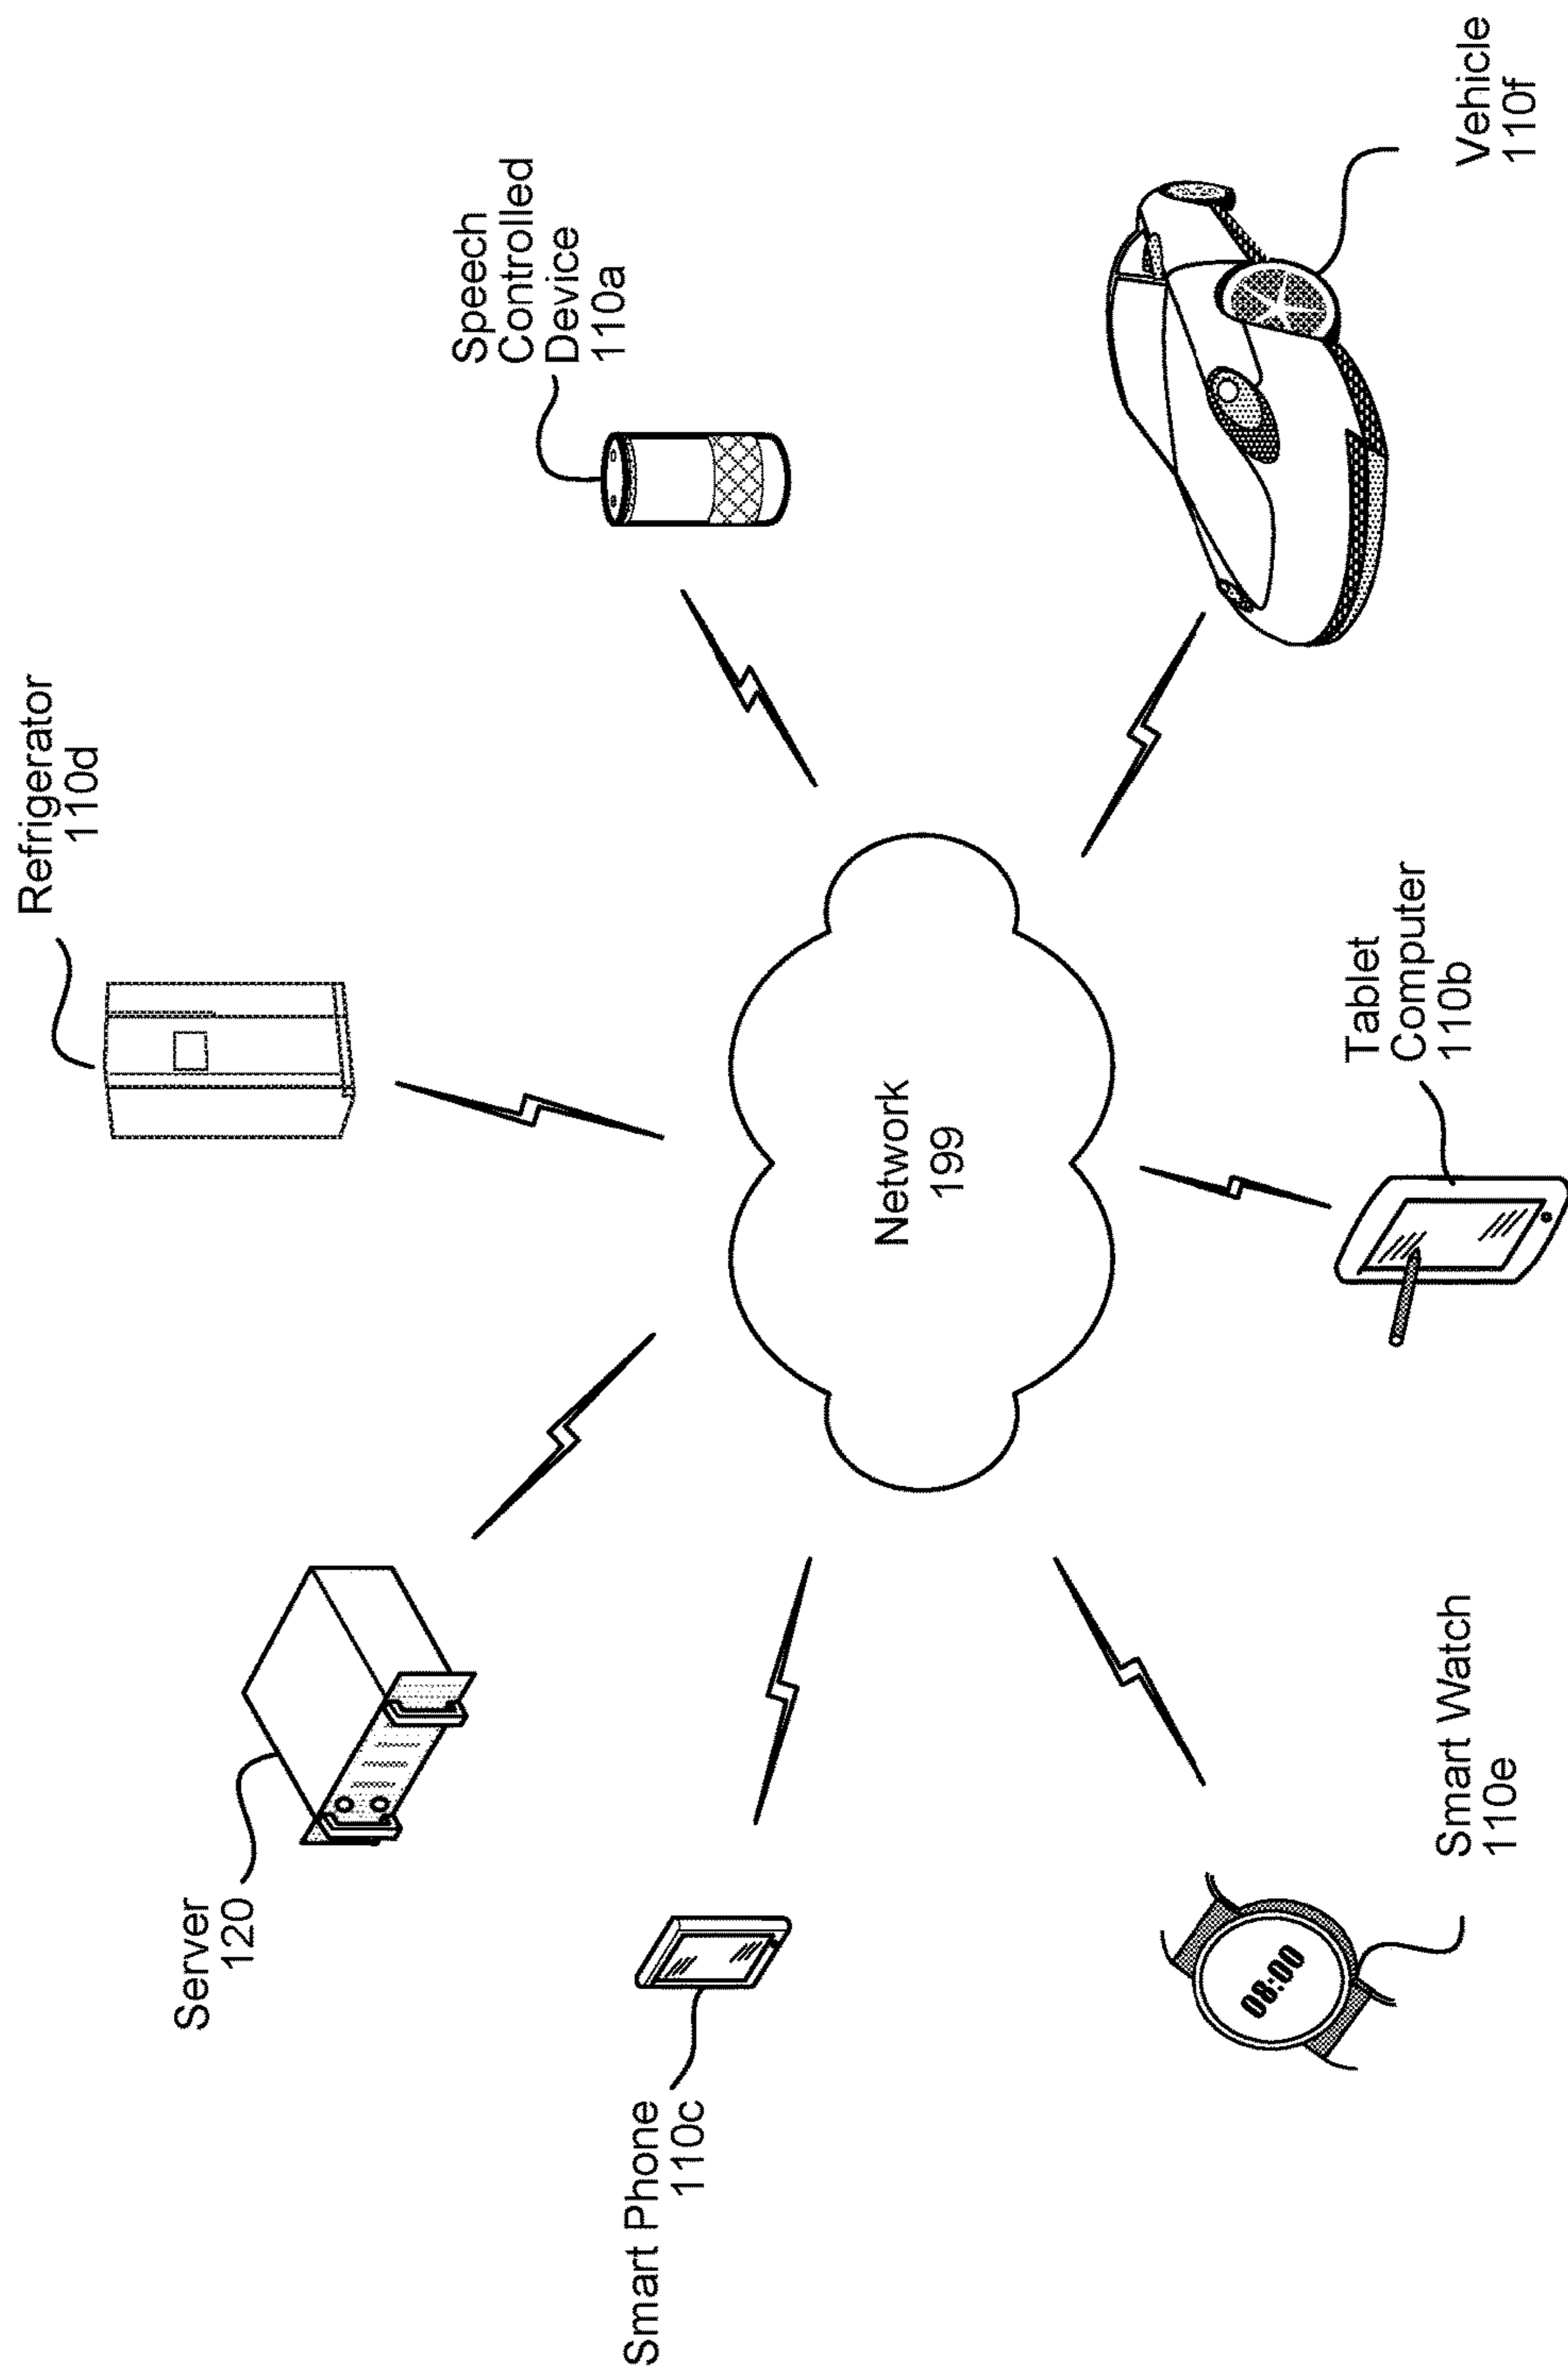 Server
120
Refrigerator
110d
Speech
Controlled
Device
110a
Smart Phone
110c
Network
199
08:00
Smart Watch
110e
Tablet
Computer
110b
Vehicle
110f